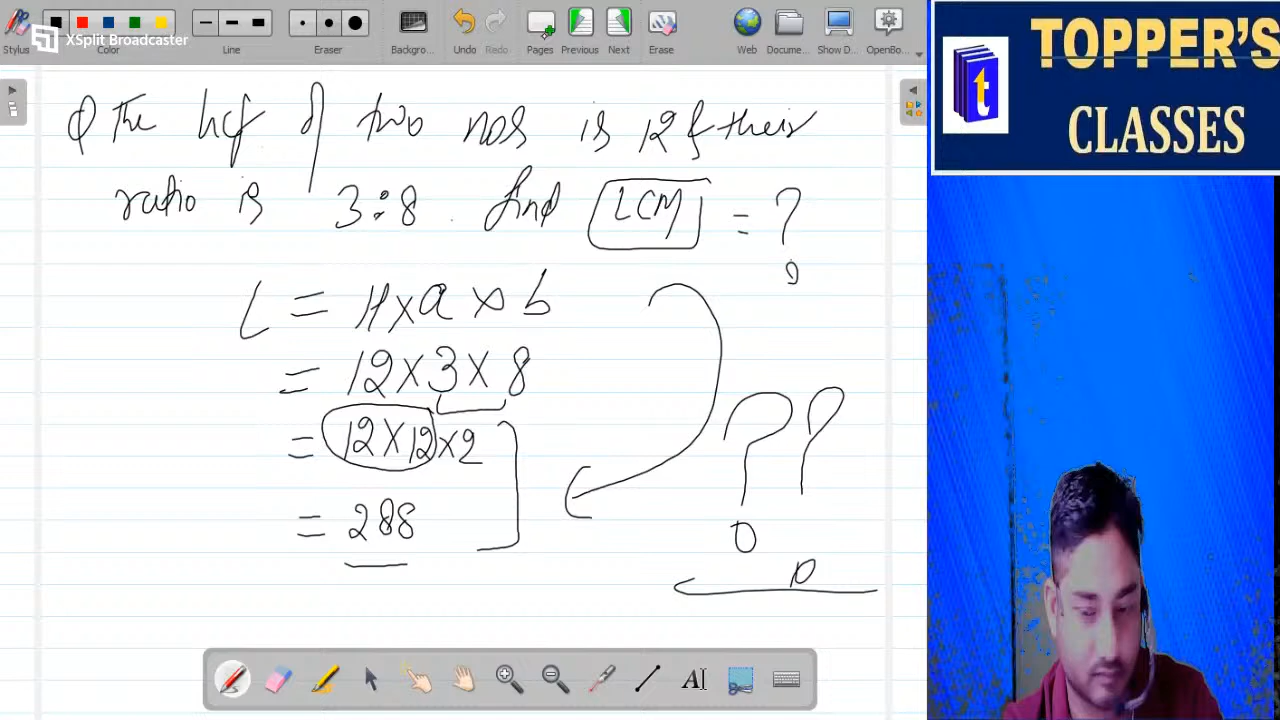 XSplit Broadcaster
Stylus Color Line Eraser Backgro... Undo Redo Pages Previous Next Erase Web Docume... Show D... OpenBo...
TOPPER'S
CLASSES
t
Q The hcf of two nos is 12 & their
ratio is 3:8. find LCM = ?
L = H x a x b
= 12 x 3 x 8
= 12 x 12 x 2
= 288
? ?
AI